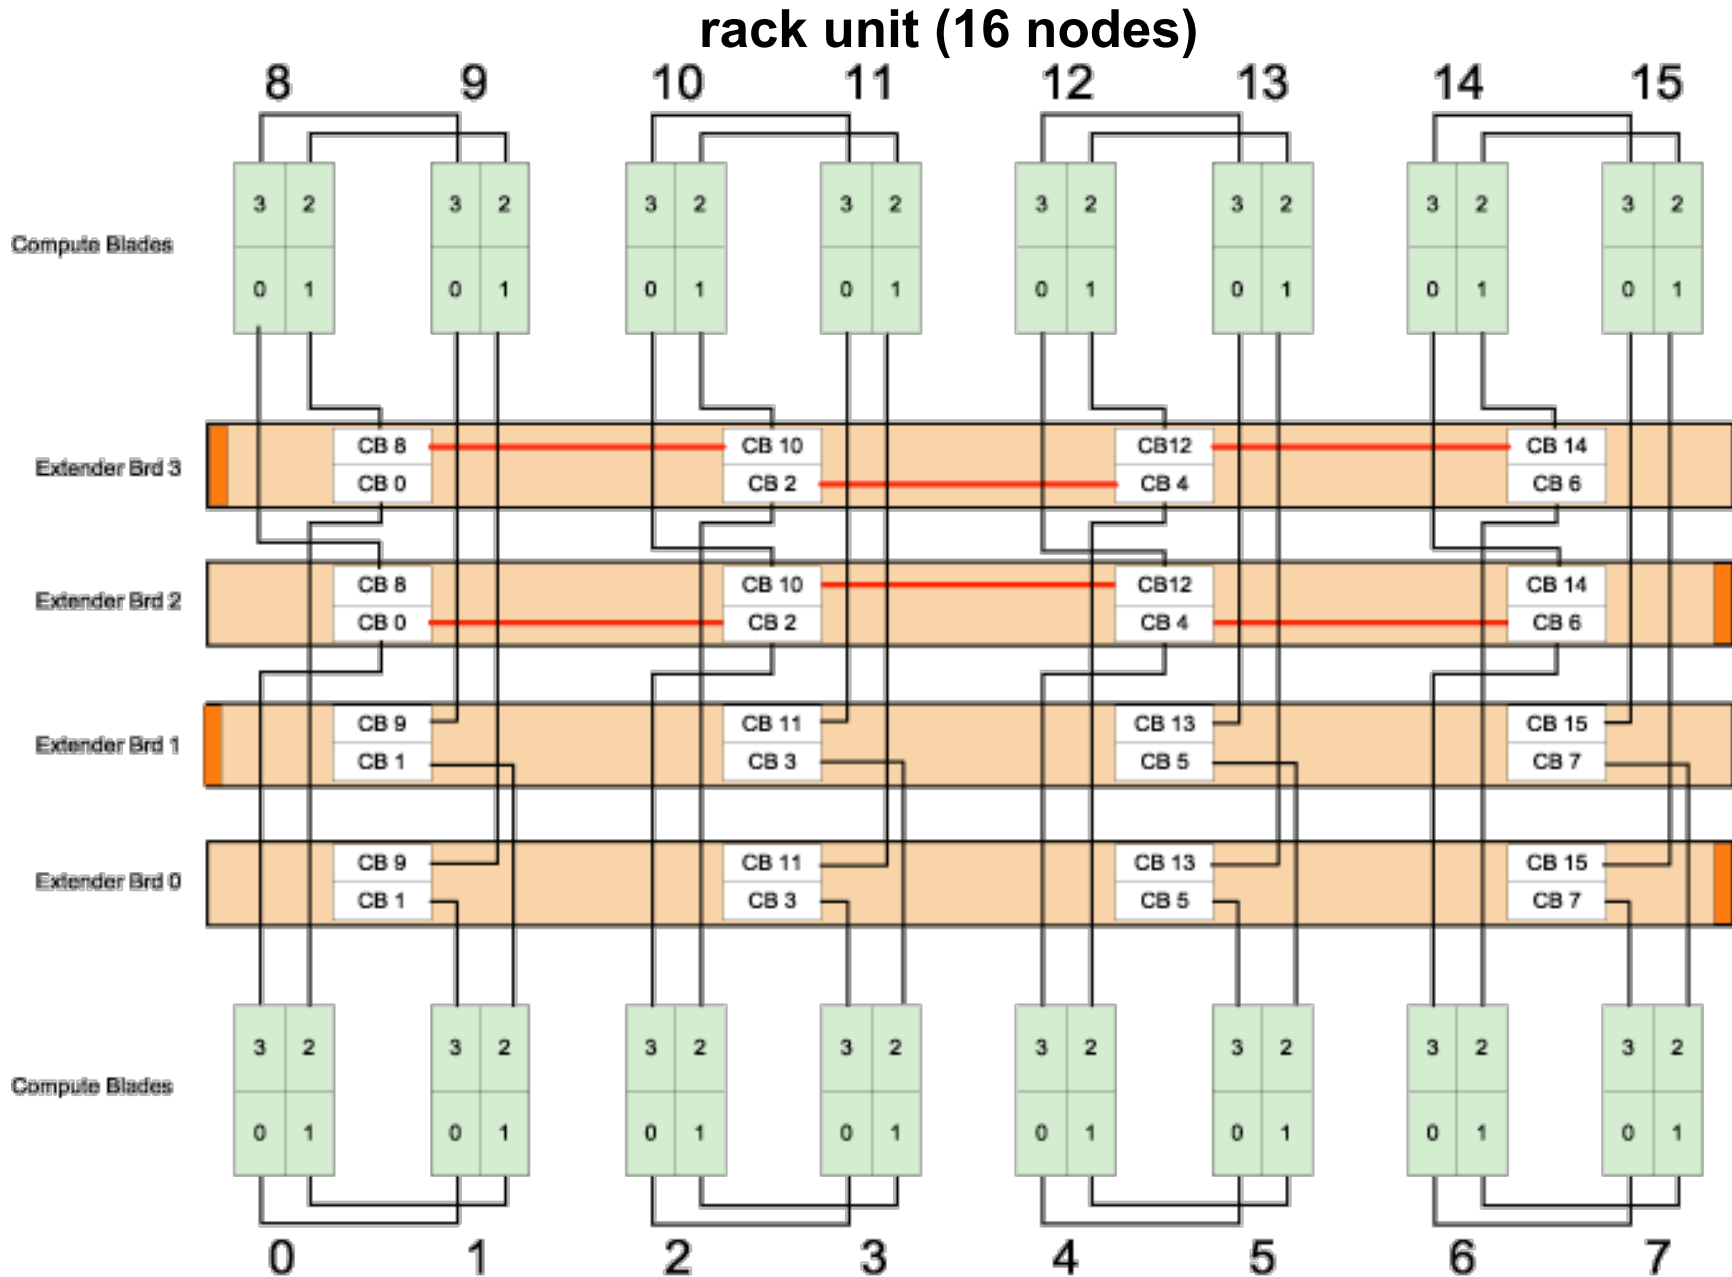 rack unit (16 nodes)
8 9 10 11 12 13 14 15
3 2 3 2 3 2 3 2 3 2 3 2 3 2 3 2
Compute Blades
0 1 0 1 0 1 0 1 0 1 0 1 0 1 0 1
CB 8 CB 10 CB12 CB 14
Extender Brd 3
CB 0 CB 2 CB 4 CB 6
CB 8 CB 10 CB12 CB 14
Extender Brd 2
CB 0 CB 2 CB 4 CB 6
CB 9 CB 11 CB 13 CB 15
Extender Brd 1
CB 1 CB 3 CB 5 CB 7
CB 9 CB 11 CB 13 CB 15
Extender Brd 0
CB 1 CB 3 CB 5 CB 7
3 2 3 2 3 2 3 2 3 2 3 2 3 2 3 2
Compute Blades
0 1 0 1 0 1 0 1 0 1 0 1 0 1 0 1
0 1 2 3 4 5 6 7